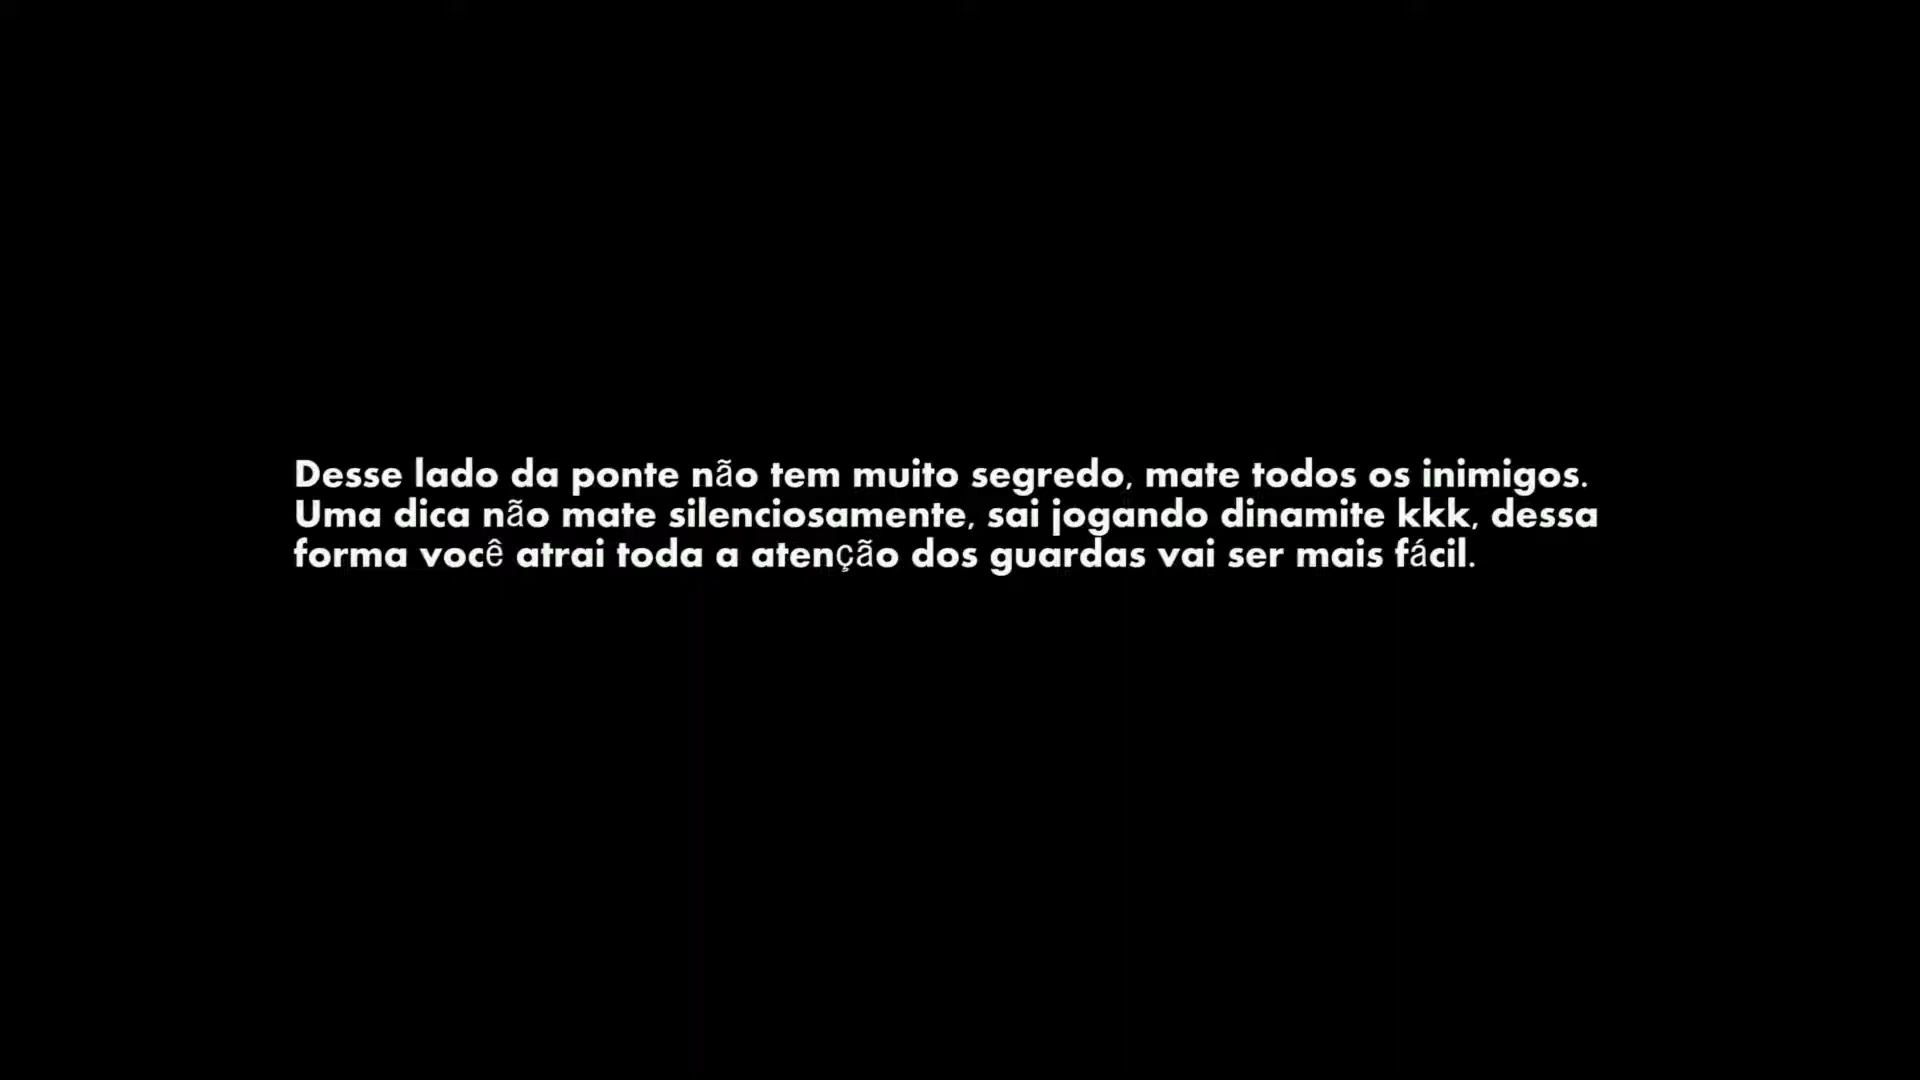 Desse lado da ponte não tem muito segredo, mate todos os inimigos.
Uma dica não mate silenciosamente, sai jogando dinamite kkk, dessa
forma você atrai toda a atenção dos guardas vai ser mais fácil.